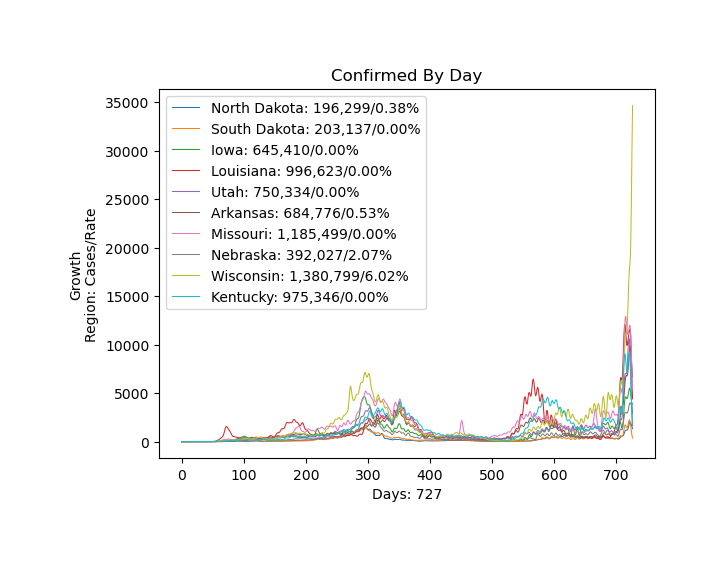 Confirmed By Day
35000
30000
25000
20000
15000
10000
5000
0
Growth
Region: Cases/Rate
North Dakota: 196,299/0.38%
South Dakota: 203,137/0.00%
Iowa: 645,410/0.00%
Louisiana: 996,623/0.00%
Utah: 750,334/0.00%
Arkansas: 684,776/0.53%
Missouri: 1,185,499/0.00%
Nebraska: 392,027/2.07%
Wisconsin: 1,380,799/6.02%
Kentucky: 975,346/0.00%
0 100 200 300 400 500 600 700
Days: 727